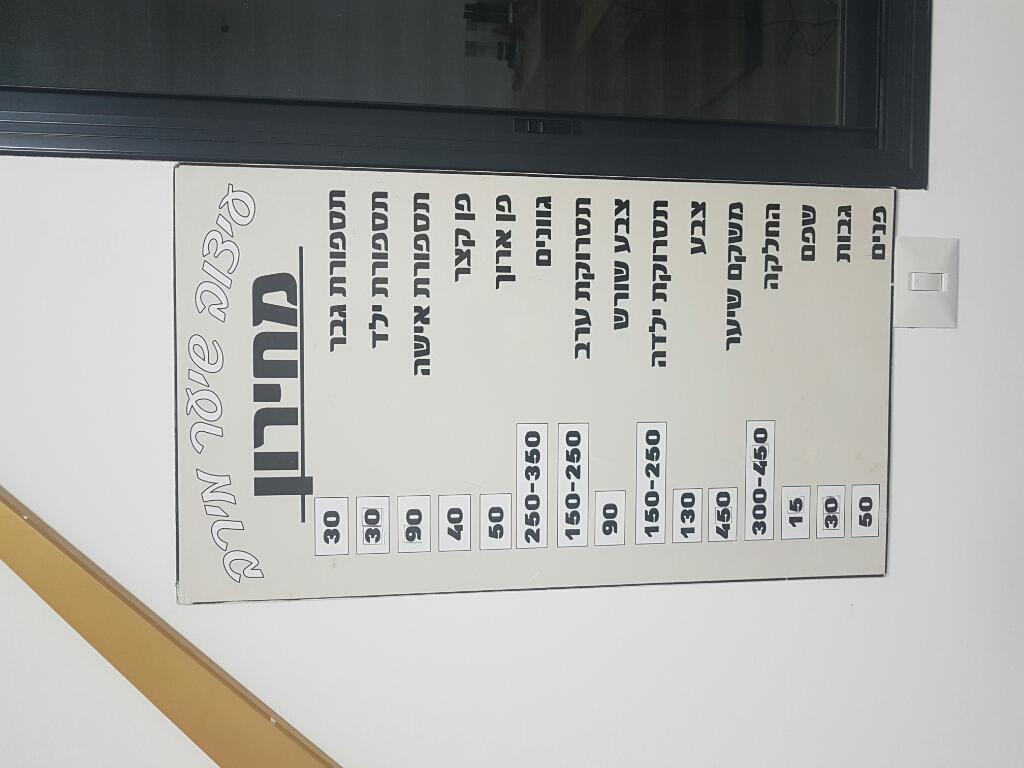 עיצוב שיער
מחירון
תספורת גבר 30
תספורת ילד 30
תספורת אישה 90
פן קצר 40
פן ארוך 50
גוונים 250-350
תסרוקת ערב 150-250
צבע שורש 90
תסרוקת ילדה 150-250
צבע 130
משקם שיער 450
החלקה 300-450
שפם 15
גבות 30
פנים 50